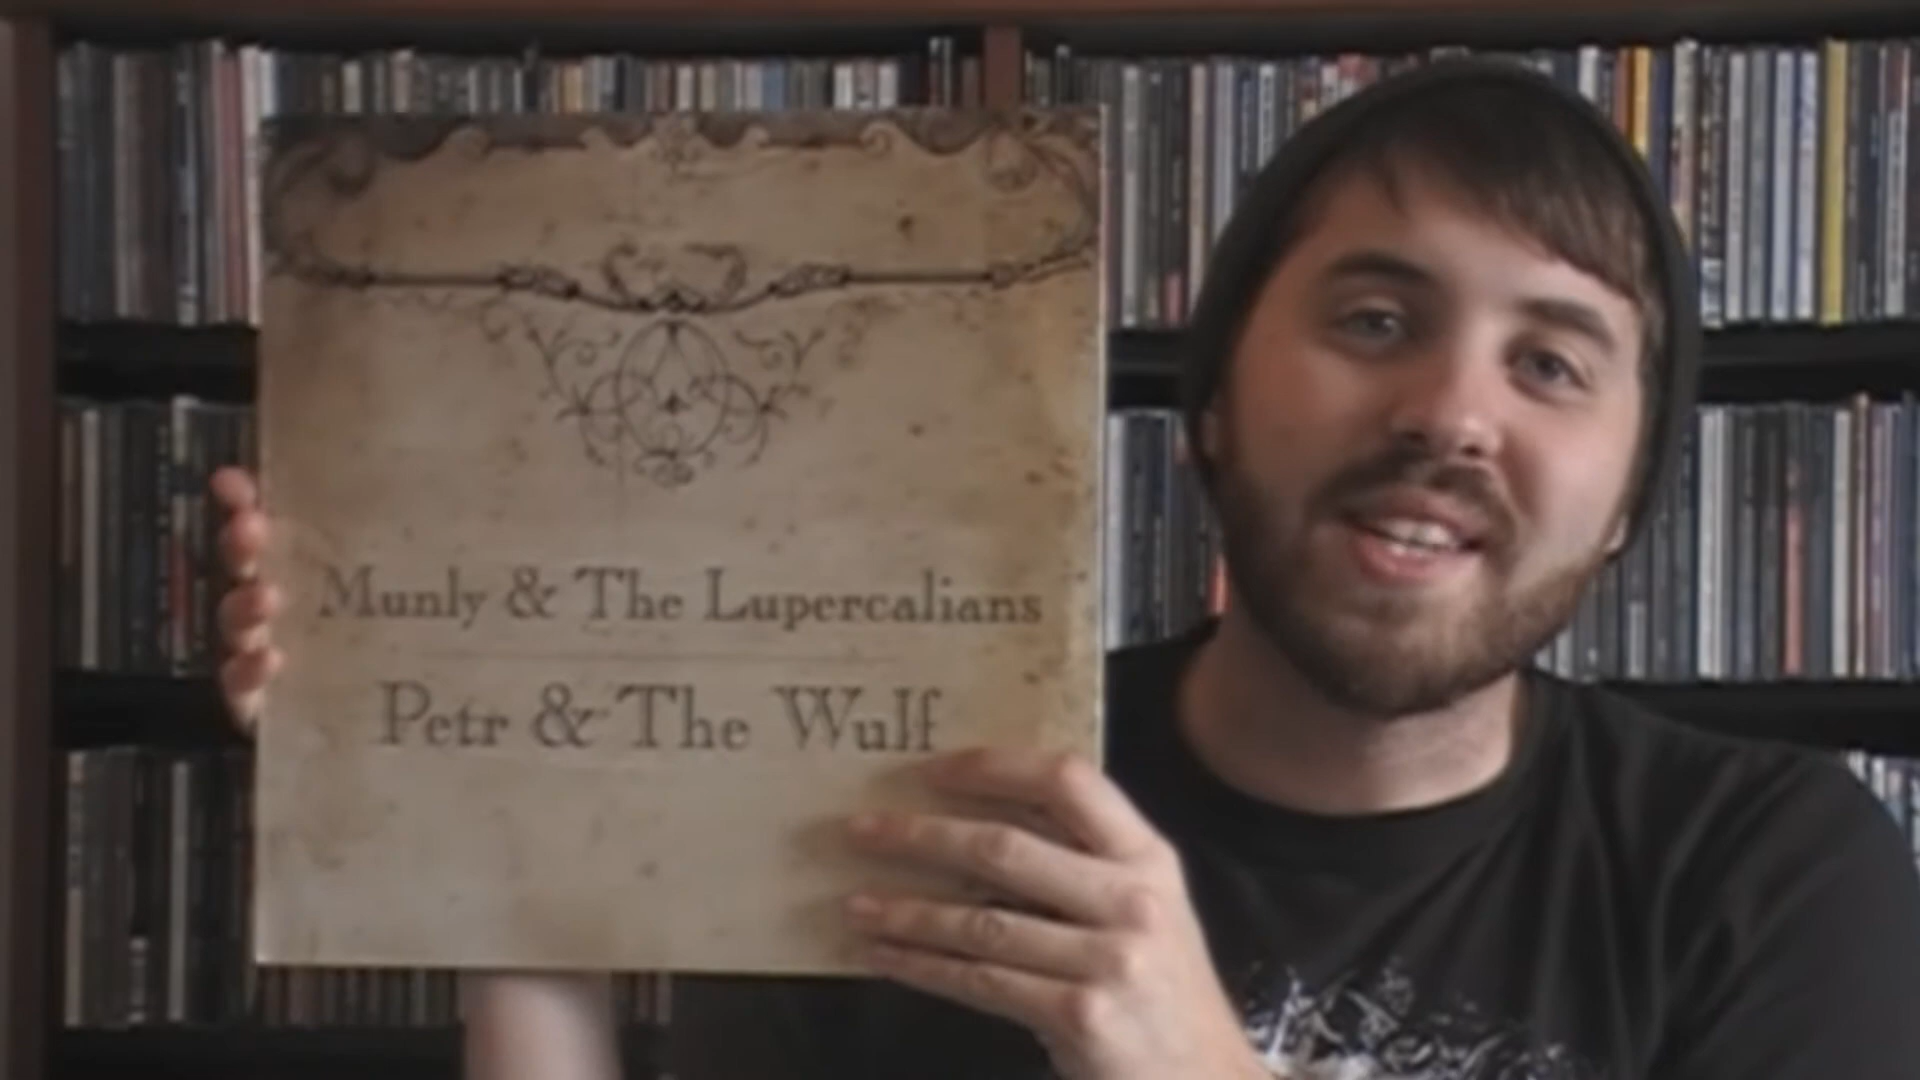 Munly & The Lupercalians
Petr & The Wulf